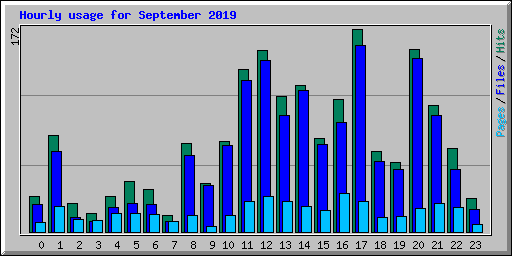 Hourly usage for September 2019
172
Pages/Files/Hits
0 1 2 3 4 5 6 7 8 9 10 11 12 13 14 15 16 17 18 19 20 21 22 23